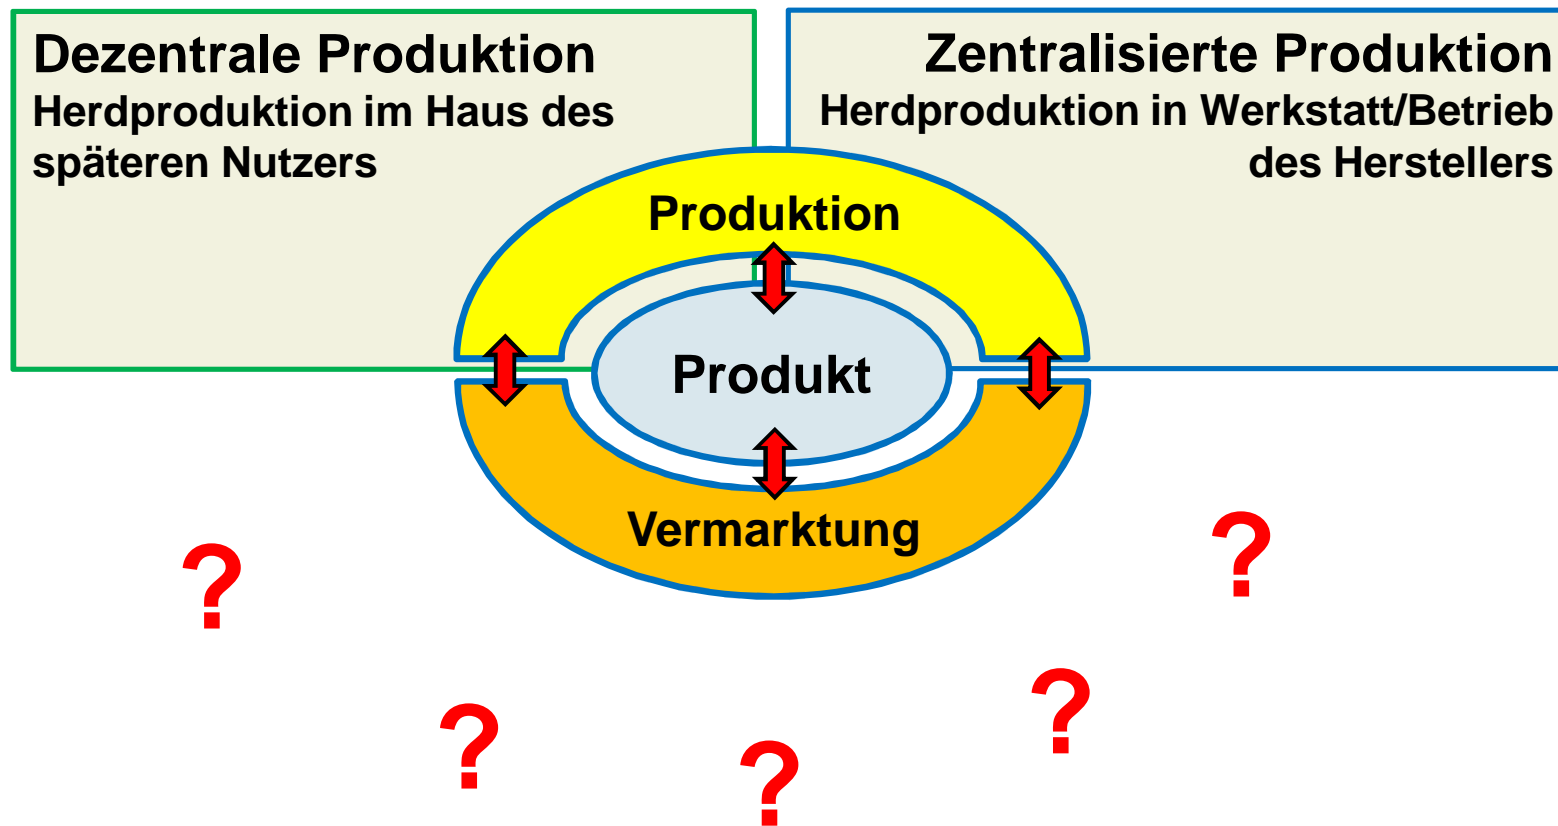 Dezentrale Produktion
Herdproduktion im Haus des
späteren Nutzers
Zentralisierte Produktion
Herdproduktion in Werkstatt/Betrieb
des Herstellers
Produktion
Produkt
Vermarktung
?
?
?
?
?